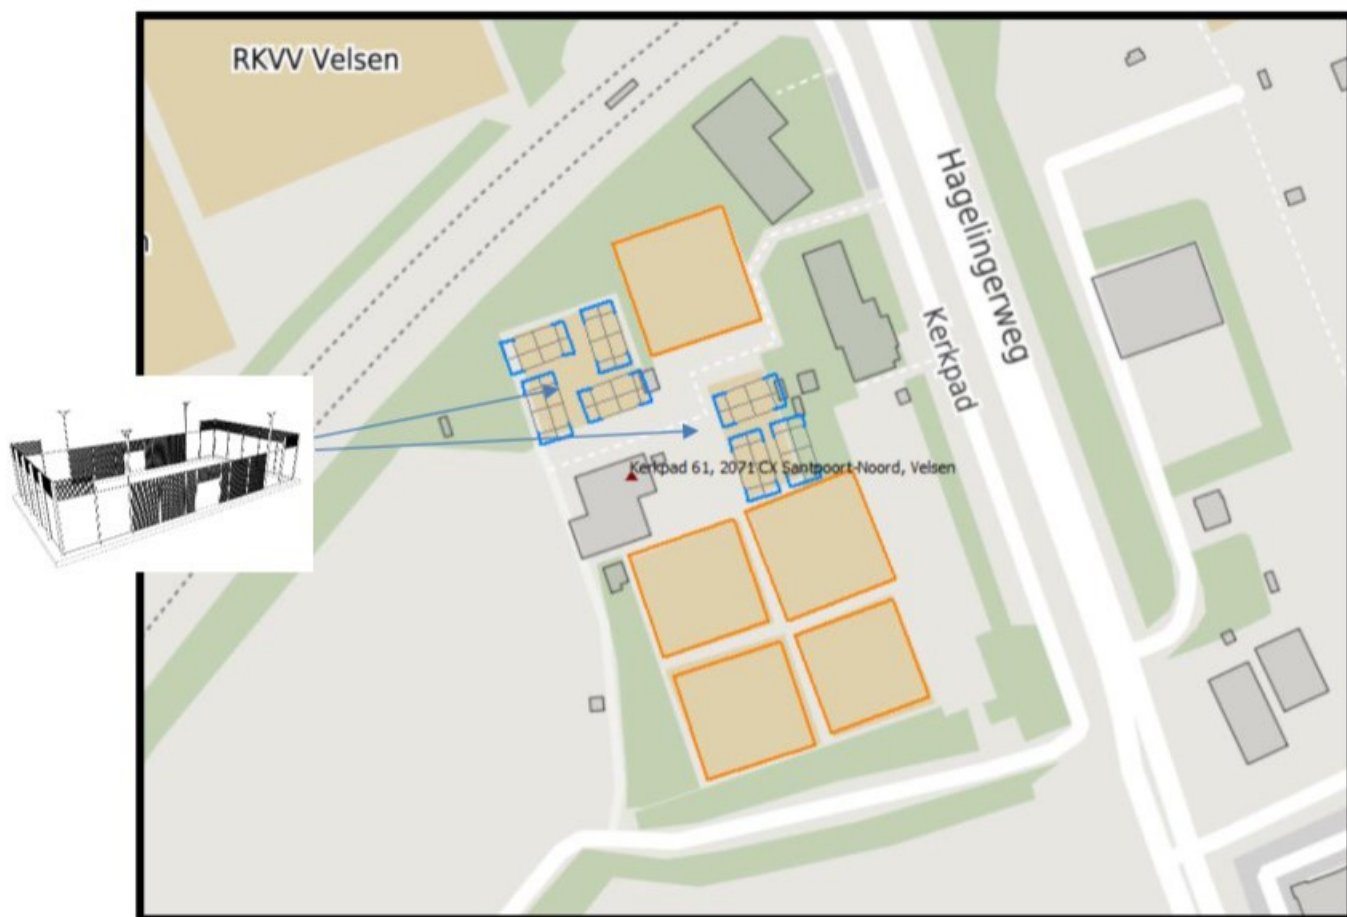 RKVV Velsen
Hagelingerweg
Kerkpad
Kerkpad 61, 2071 CX Santpoort-Noord, Velsen